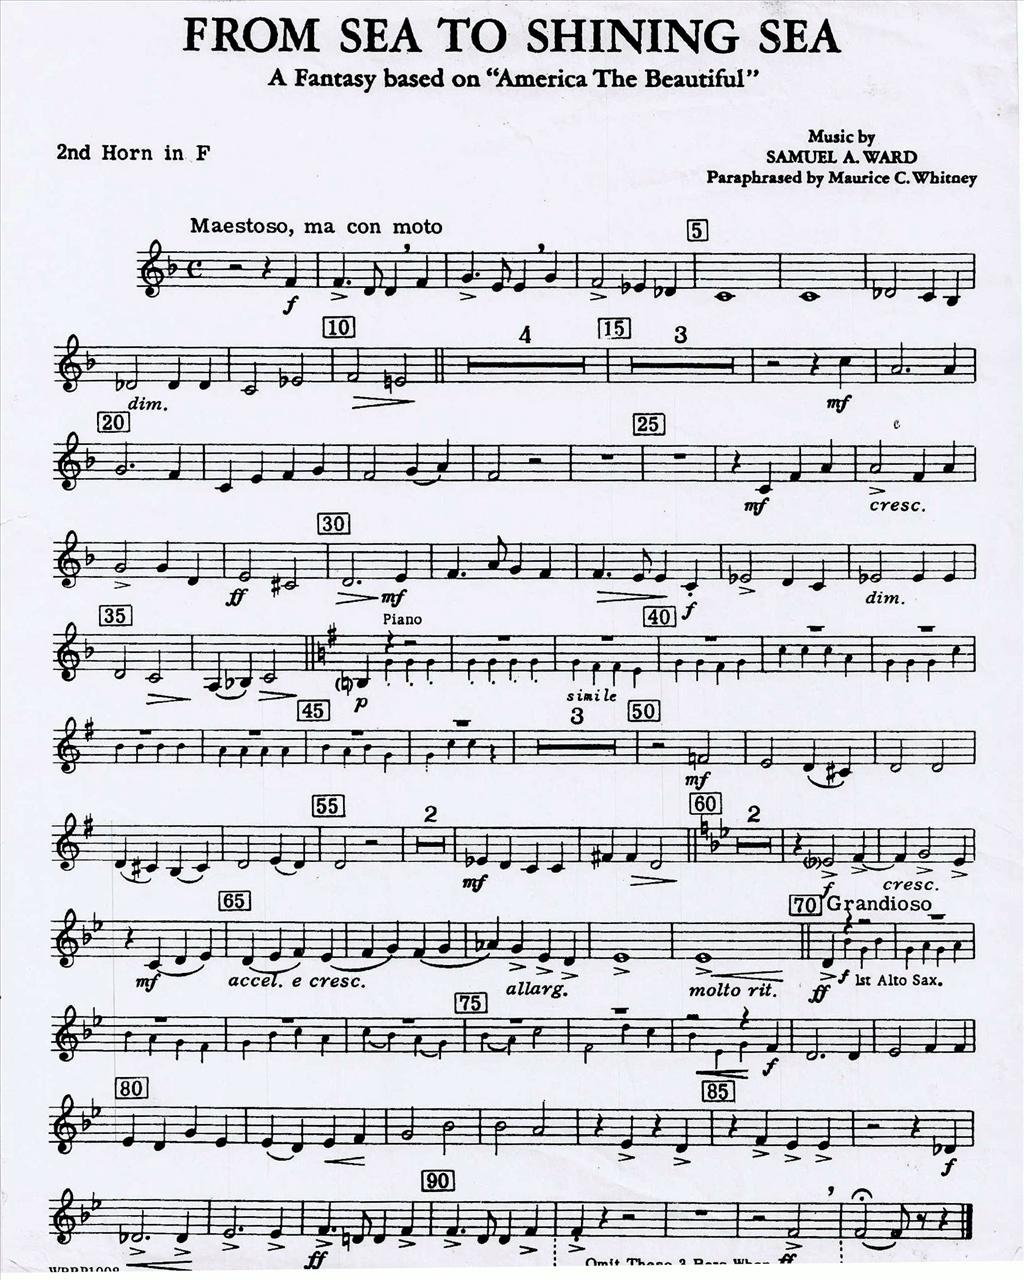 FROM SEA TO SHINING SEA
A Fantasy based on "America The Beautiful"
2nd Horn in F
Music by
SAMUEL A. WARD
Paraphrased by Maurice C. Whitney
Maestoso, ma con moto
5
f
10
4
15
3
dim.
mf
20
25
mf
cresc.
30
ff
mf
f
dim.
35
Piano
40
p
simile
45
3
50
mf
55
2
60
2
mf
f
cresc.
65
70 Grandioso
mf
accel. e cresc.
allarg.
molto rit.
ff
f 1st Alto Sax.
75
f
80
85
f
90
ff
ff
WBBP1008
Omit These 3 Bars When